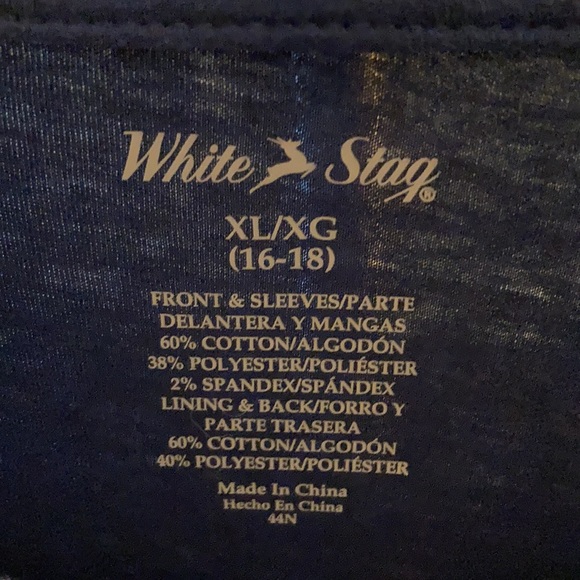 White Stag®
XL/XG
(16-18)
FRONT & SLEEVES/PARTE
DELANTERA Y MANGAS
60% COTTON/ALGODÓN
38% POLYESTER/POLIÉSTER
2% SPANDEX/SPÁNDEX
LINING & BACK/FORRO Y
PARTE TRASERA
60% COTTON/ALGODÓN
40% POLYESTER/POLIÉSTER
Made In China
Hecho En China
44N